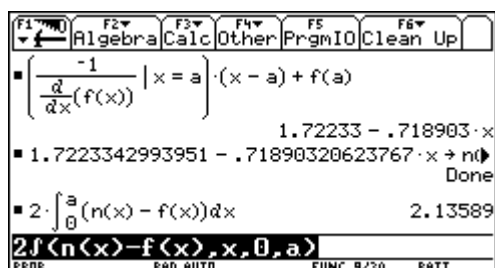 F1 F2 F3 F4 F5 F6
Algebra Calc Other PrgmIO Clean Up
(-1 / (d/dx(f(x))) | x = a)·(x - a) + f(a)
1.72233 - .718903·x
1.7223342993951 - .71890320623767·x → n(
Done
2·∫₀ᵃ(n(x) - f(x))dx 2.13589
2∫(n(x)-f(x),x,0,a)
RAD AUTO FUNC 8/30 BATT